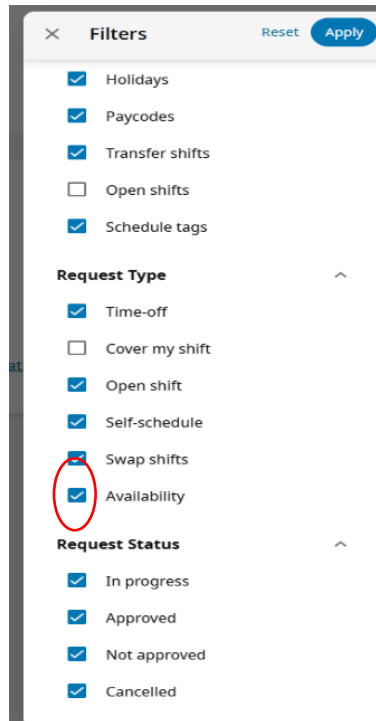 Filters Reset Apply
Holidays
Paycodes
Transfer shifts
Open shifts
Schedule tags
Request Type
Time-off
Cover my shift
Open shift
Self-schedule
Swap shifts
at
Availability
Request Status
In progress
Approved
Not approved
Cancelled